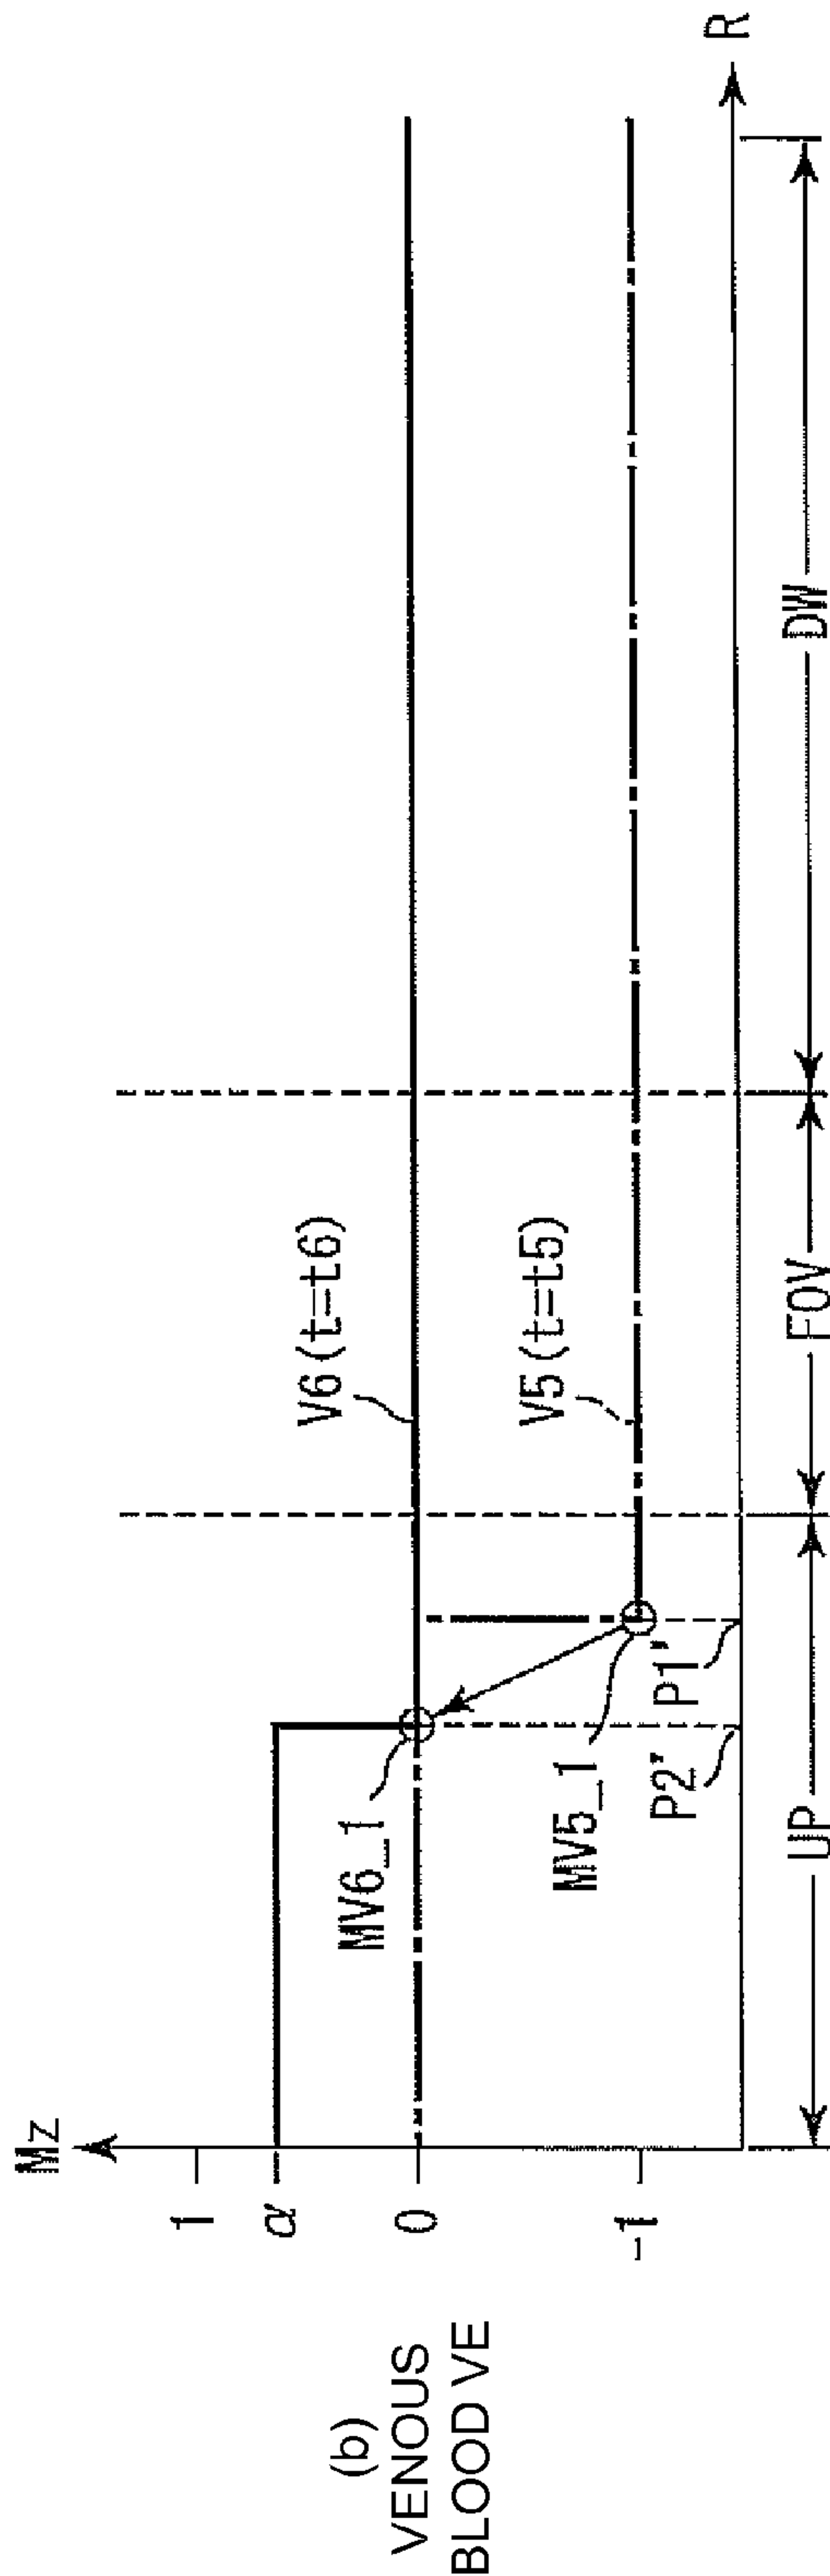 (b)
VENOUS
BLOOD VE
Mz
1
α
0
-1
MV6_1
V6(t=t6)
MV5_1
V5(t=t5)
P2'
P1'
R
UP
FOV
DW